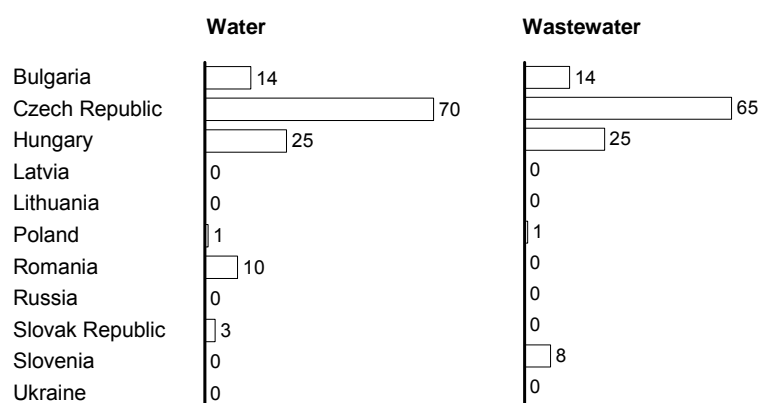 Water Wastewater
Bulgaria 14 14
Czech Republic 70 65
Hungary 25 25
Latvia 0 0
Lithuania 0 0
Poland 1 1
Romania 10 0
Russia 0 0
Slovak Republic 3 0
Slovenia 0 8
Ukraine 0 0